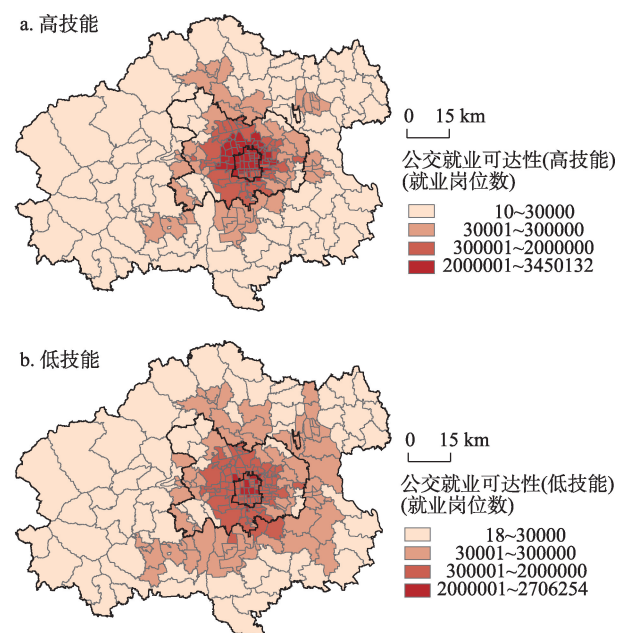 a. 高技能
0 15 km
公交就业可达性(高技能)
(就业岗位数)
10~30000
30001~300000
300001~2000000
2000001~3450132
b. 低技能
0 15 km
公交就业可达性(低技能)
(就业岗位数)
18~30000
30001~300000
300001~2000000
2000001~2706254